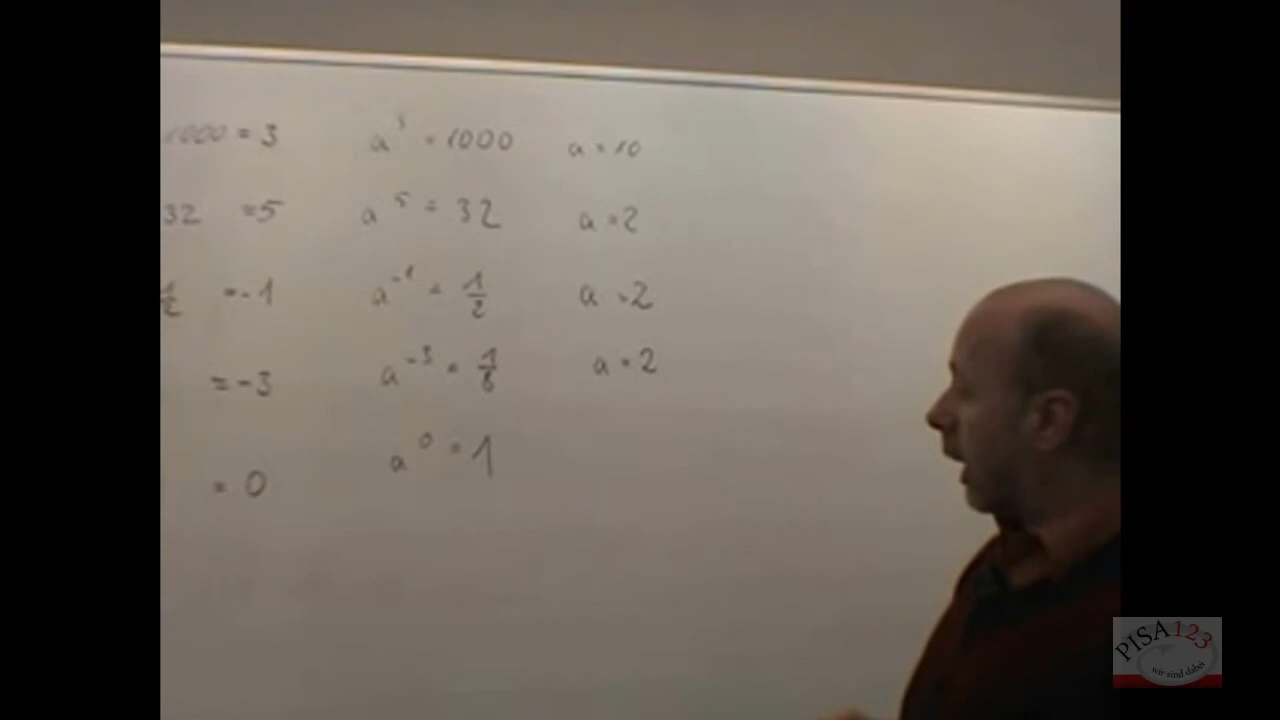 1000 = 3 a³ = 1000 a = 10
32 = 5 a⁵ = 32 a = 2
1/2 = -1 a⁻¹ = 1/2 a = 2
= -3 a⁻³ = 1/8 a = 2
= 0 a⁰ = 1
PISA123
wir sind dabei